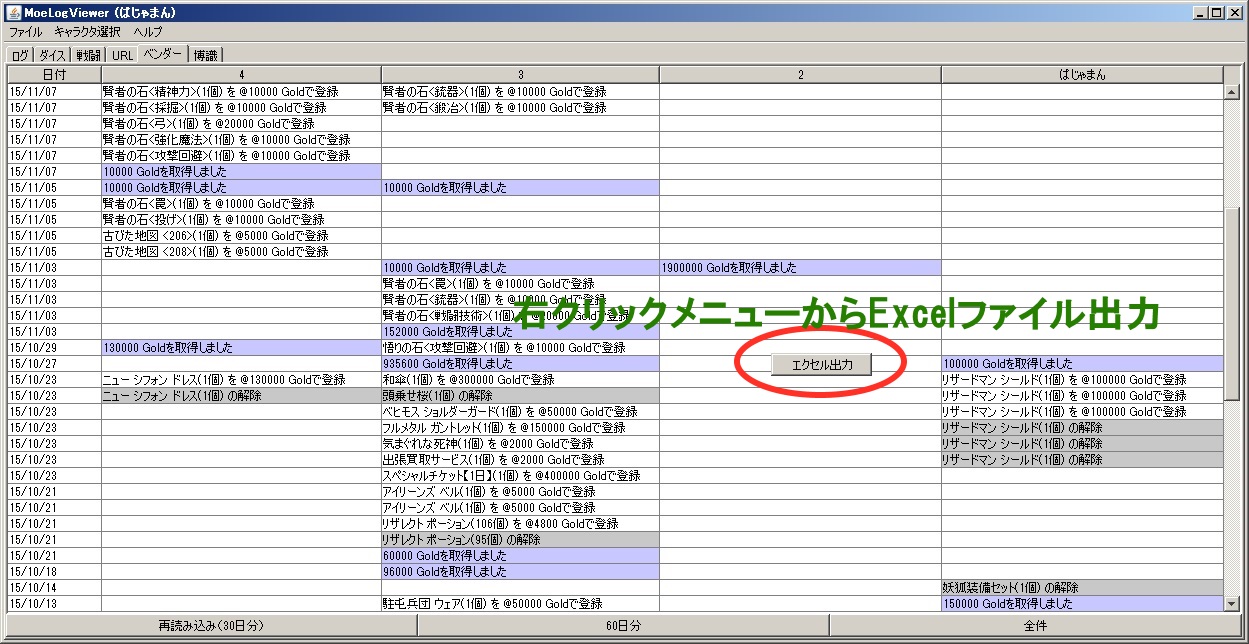 MoeLogViewer (ばじゃまん)
ファイル キャラクタ選択 ヘルプ
ログ ダイス 戦闘 URL ベンダー 博識
日付 4 3 2 ばじゃまん
15/11/07 賢者の石<精神力>(1個) を @10000 Goldで登録 賢者の石<銃器>(1個) を @10000 Goldで登録
15/11/07 賢者の石<採掘>(1個) を @10000 Goldで登録 賢者の石<鍛冶>(1個) を @10000 Goldで登録
15/11/07 賢者の石<弓>(1個) を @20000 Goldで登録
15/11/07 賢者の石<強化魔法>(1個) を @10000 Goldで登録
15/11/07 賢者の石<攻撃回避>(1個) を @10000 Goldで登録
15/11/07 10000 Goldを取得しました
15/11/05 10000 Goldを取得しました 10000 Goldを取得しました
15/11/05 賢者の石<罠>(1個) を @10000 Goldで登録
15/11/05 賢者の石<投げ>(1個) を @10000 Goldで登録
15/11/05 古びた地図 <206>(1個) を @5000 Goldで登録
15/11/05 古びた地図 <208>(1個) を @5000 Goldで登録
15/11/03 10000 Goldを取得しました 1900000 Goldを取得しました
15/11/03 賢者の石<罠>(1個) を @10000 Goldで登録
15/11/03 賢者の石<銃器>(1個) を @10000 Goldで登録
15/11/03 賢者の石<戦闘技術>(1個) を @20000 Goldで登録
右クリックメニューからExcelファイル出力
15/11/03 152000 Goldを取得しました
15/10/29 130000 Goldを取得しました 悟りの石<攻撃回避>(1個) を @10000 Goldで登録
15/10/27 935600 Goldを取得しました エクセル出力 100000 Goldを取得しました
15/10/23 ニュー シフォン ドレス(1個) を @130000 Goldで登録 和傘(1個) を @300000 Goldで登録 リザードマン シールド(1個) を @100000 Goldで登録
15/10/23 ニュー シフォン ドレス(1個) の解除 頭乗せ桜(1個) の解除 リザードマン シールド(1個) を @100000 Goldで登録
15/10/23 ベヒモス ショルダーガード(1個) を @50000 Goldで登録 リザードマン シールド(1個) を @100000 Goldで登録
15/10/23 フルメタル ガントレッド(1個) を @150000 Goldで登録 リザードマン シールド(1個) の解除
15/10/23 気まぐれな死神(1個) を @2000 Goldで登録 リザードマン シールド(1個) の解除
15/10/23 出張買取サービス(1個) を @2000 Goldで登録 リザードマン シールド(1個) の解除
15/10/23 スペシャルチケット【1日】(1個) を @400000 Goldで登録
15/10/21 アイリーンズ ベル(1個) を @5000 Goldで登録
15/10/21 アイリーンズ ベル(1個) を @5000 Goldで登録
15/10/21 リザレクト ポーション(106個) を @4800 Goldで登録
15/10/21 リザレクト ポーション(95個) の解除
15/10/21 60000 Goldを取得しました
15/10/18 96000 Goldを取得しました
15/10/14 妖狐装備セット(1個) の解除
15/10/13 駐屯兵団 ウェア(1個) を @50000 Goldで登録 150000 Goldを取得しました
再読み込み(30日分) 60日分 全件